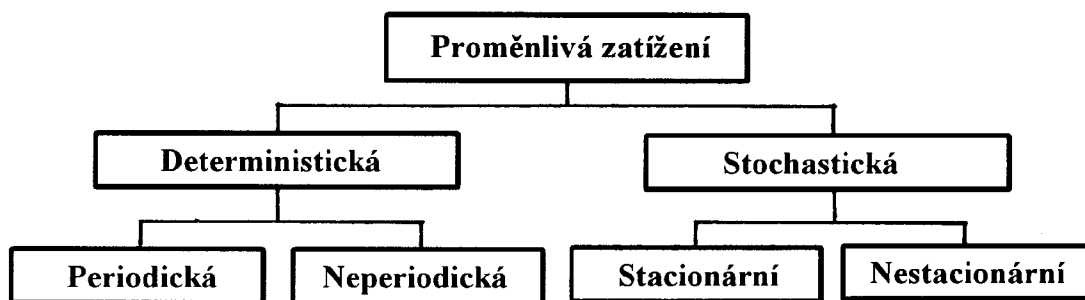 Proměnlivá zatížení
Deterministická
Stochastická
Periodická
Neperiodická
Stacionární
Nestacionární